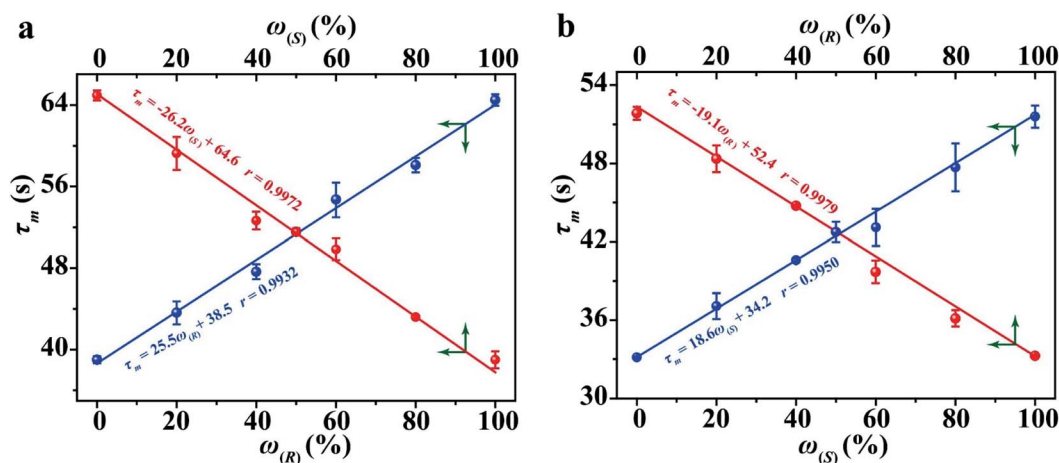 a
ω(S) (%)
0 20 40 60 80 100
τm (s)
64
56
48
40
τm = -26.2ω(S) + 64.6 r = 0.9972
τm = 25.5ω(R) + 38.5 r = 0.9932
0 20 40 60 80 100
ω(R) (%)
b
ω(R) (%)
0 20 40 60 80 100
τm (s)
54
48
42
36
30
τm = -19.1ω(R) + 52.4 r = 0.9979
τm = 18.6ω(S) + 34.2 r = 0.9950
0 20 40 60 80 100
ω(S) (%)